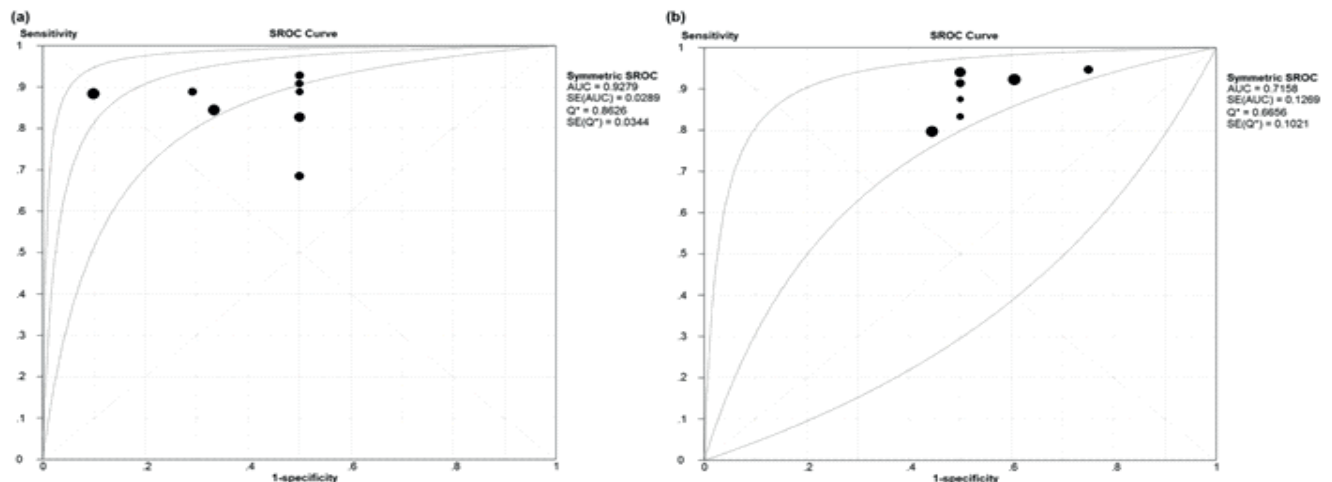 (a)
Sensitivity
SROC Curve
1
.9
.8
.7
.6
.5
.4
.3
.2
.1
0
0
.2
.4
.6
.8
1
1-specificity
Symmetric SROC
AUC = 0.9279
SE(AUC) = 0.0289
Q* = 0.8626
SE(Q*) = 0.0344
(b)
Sensitivity
SROC Curve
1
.9
.8
.7
.6
.5
.4
.3
.2
.1
0
0
.2
.4
.6
.8
1
1-specificity
Symmetric SROC
AUC = 0.7158
SE(AUC) = 0.1269
Q* = 0.6656
SE(Q*) = 0.1021